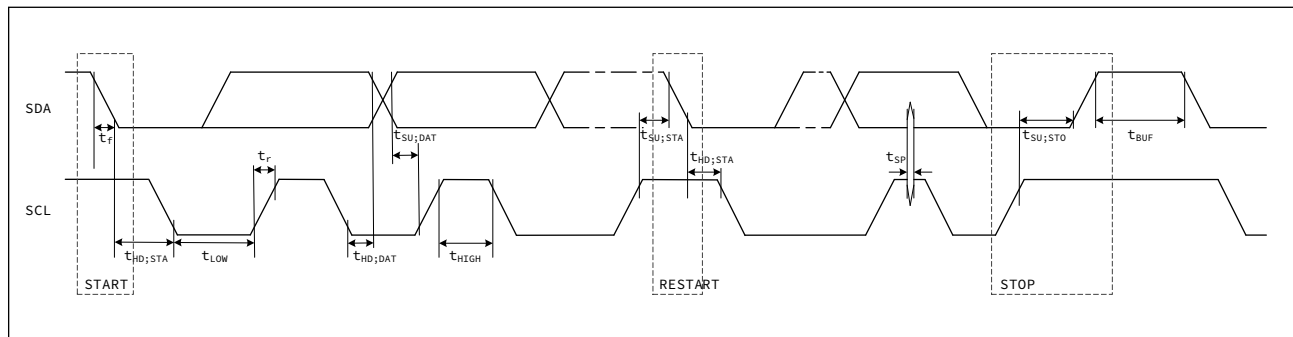 SDA
t_f
t_SU;DAT
t_SU;STA
t_SU;STO
t_BUF
t_r
t_HD;STA
t_SP
SCL
t_HD;STA
t_LOW
t_HD;DAT
t_HIGH
START
RESTART
STOP